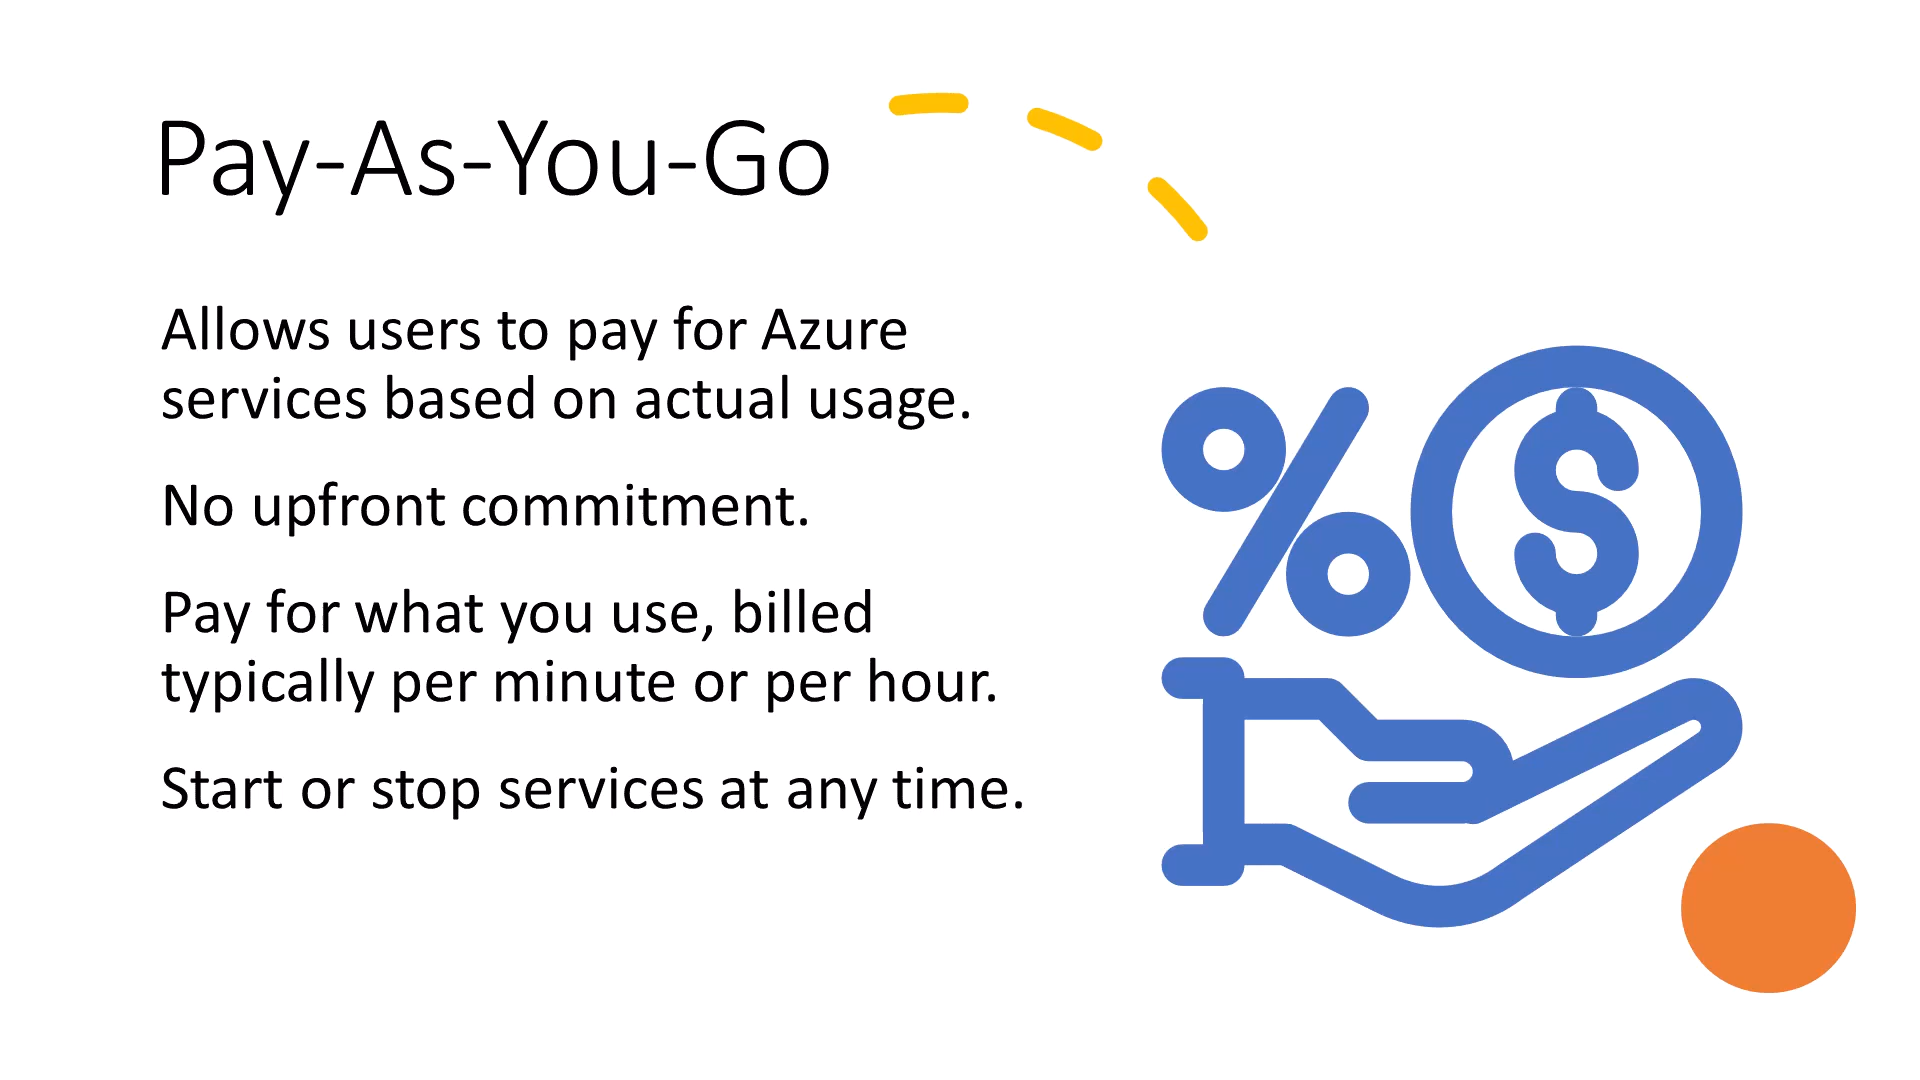 Pay-As-You-Go
Allows users to pay for Azure
services based on actual usage.
No upfront commitment.
Pay for what you use, billed
typically per minute or per hour.
Start or stop services at any time.
%
$